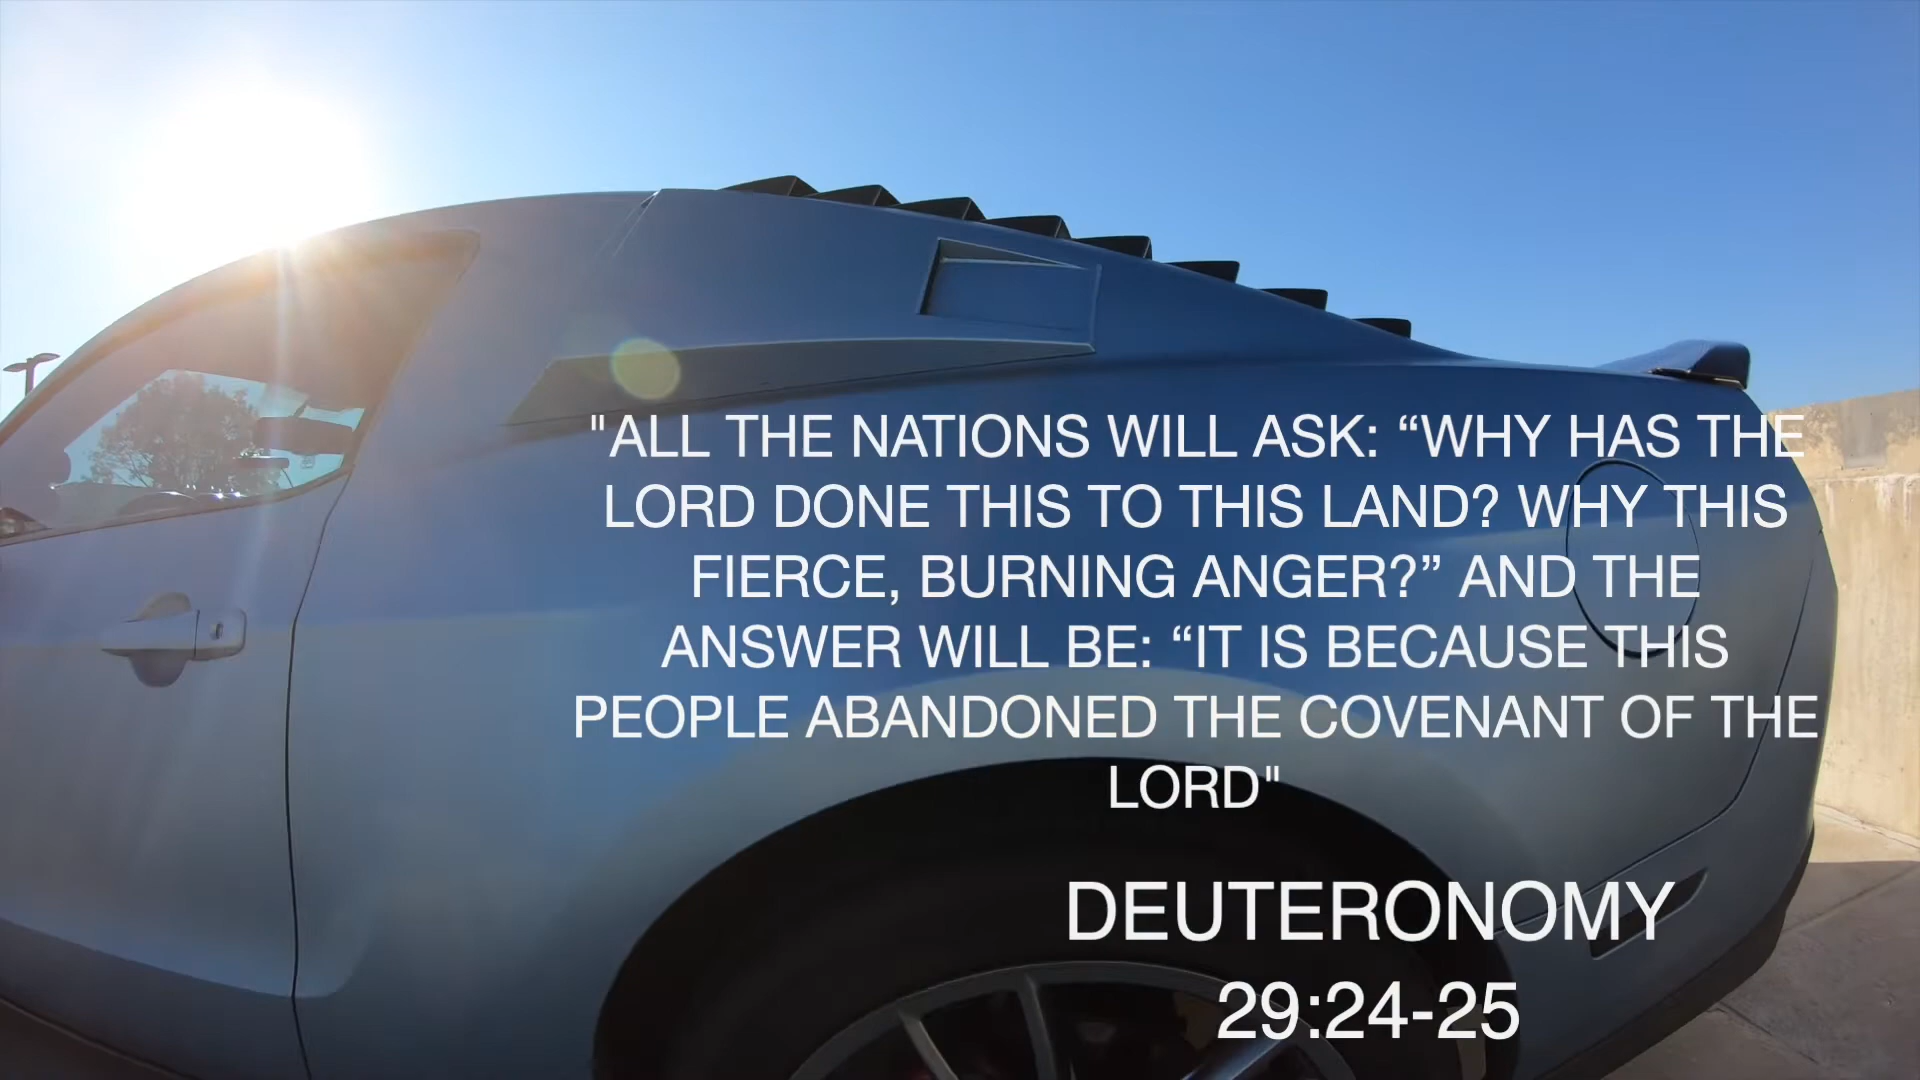 "ALL THE NATIONS WILL ASK: “WHY HAS THE
LORD DONE THIS TO THIS LAND? WHY THIS
FIERCE, BURNING ANGER?” AND THE
ANSWER WILL BE: “IT IS BECAUSE THIS
PEOPLE ABANDONED THE COVENANT OF THE
LORD"
DEUTERONOMY
29:24-25